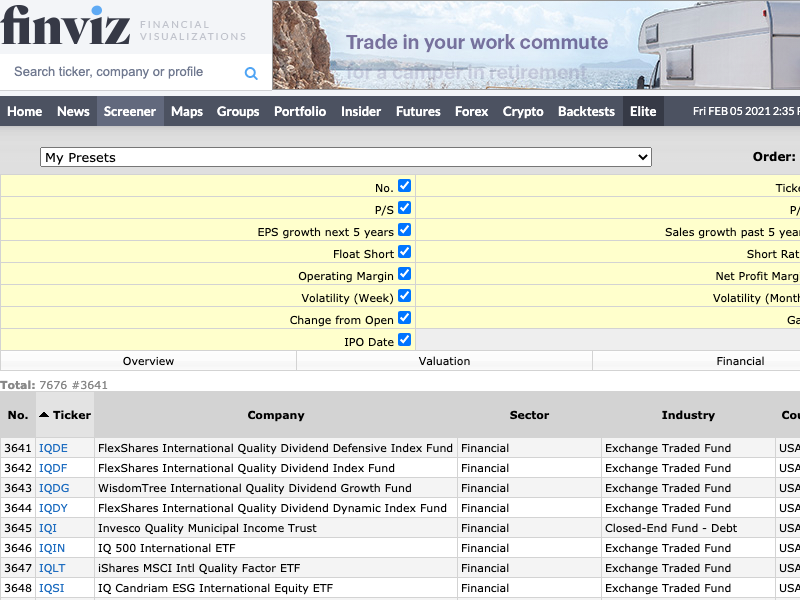 finviz FINANCIAL VISUALIZATIONS
Trade in your work commute
for a camper in retirement
Search ticker, company or profile
Home News Screener Maps Groups Portfolio Insider Futures Forex Crypto Backtests Elite Fri FEB 05 2021 2:35
My Presets Order:
No.
P/S P/
EPS growth next 5 years Sales growth past 5
Float Short Short
Operating Margin Net Profit
Volatility (Week) Volatility
Change from Open
IPO Date
Overview Valuation Financial
Total: 7676 #3641
No. Ticker Company Sector Industry
3641 IQDE FlexShares International Quality Dividend Defensive Index Fund Financial Exchange Traded Fund USA
3642 IQDF FlexShares International Quality Dividend Index Fund Financial Exchange Traded Fund USA
3643 IQDG WisdomTree International Quality Dividend Growth Fund Financial Exchange Traded Fund USA
3644 IQDY FlexShares International Quality Dividend Dynamic Index Fund Financial Exchange Traded Fund USA
3645 IQI Invesco Quality Municipal Income Trust Financial Closed-End Fund - Debt USA
3646 IQIN IQ 500 International ETF Financial Exchange Traded Fund USA
3647 IQLT iShares MSCI Intl Quality Factor ETF Financial Exchange Traded Fund USA
3648 IQSI IQ Candriam ESG International Equity ETF Financial Exchange Traded Fund USA